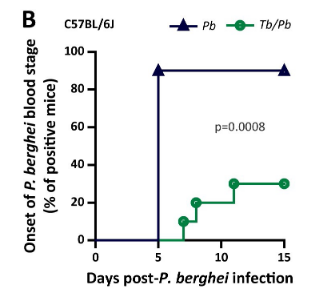 B
C57BL/6J
Pb
Tb/Pb
Onset of P. berghei blood stage
(% of positive mice)
100
80
60
40
20
0
p=0.0008
0 5 10 15
Days post-P. berghei infection